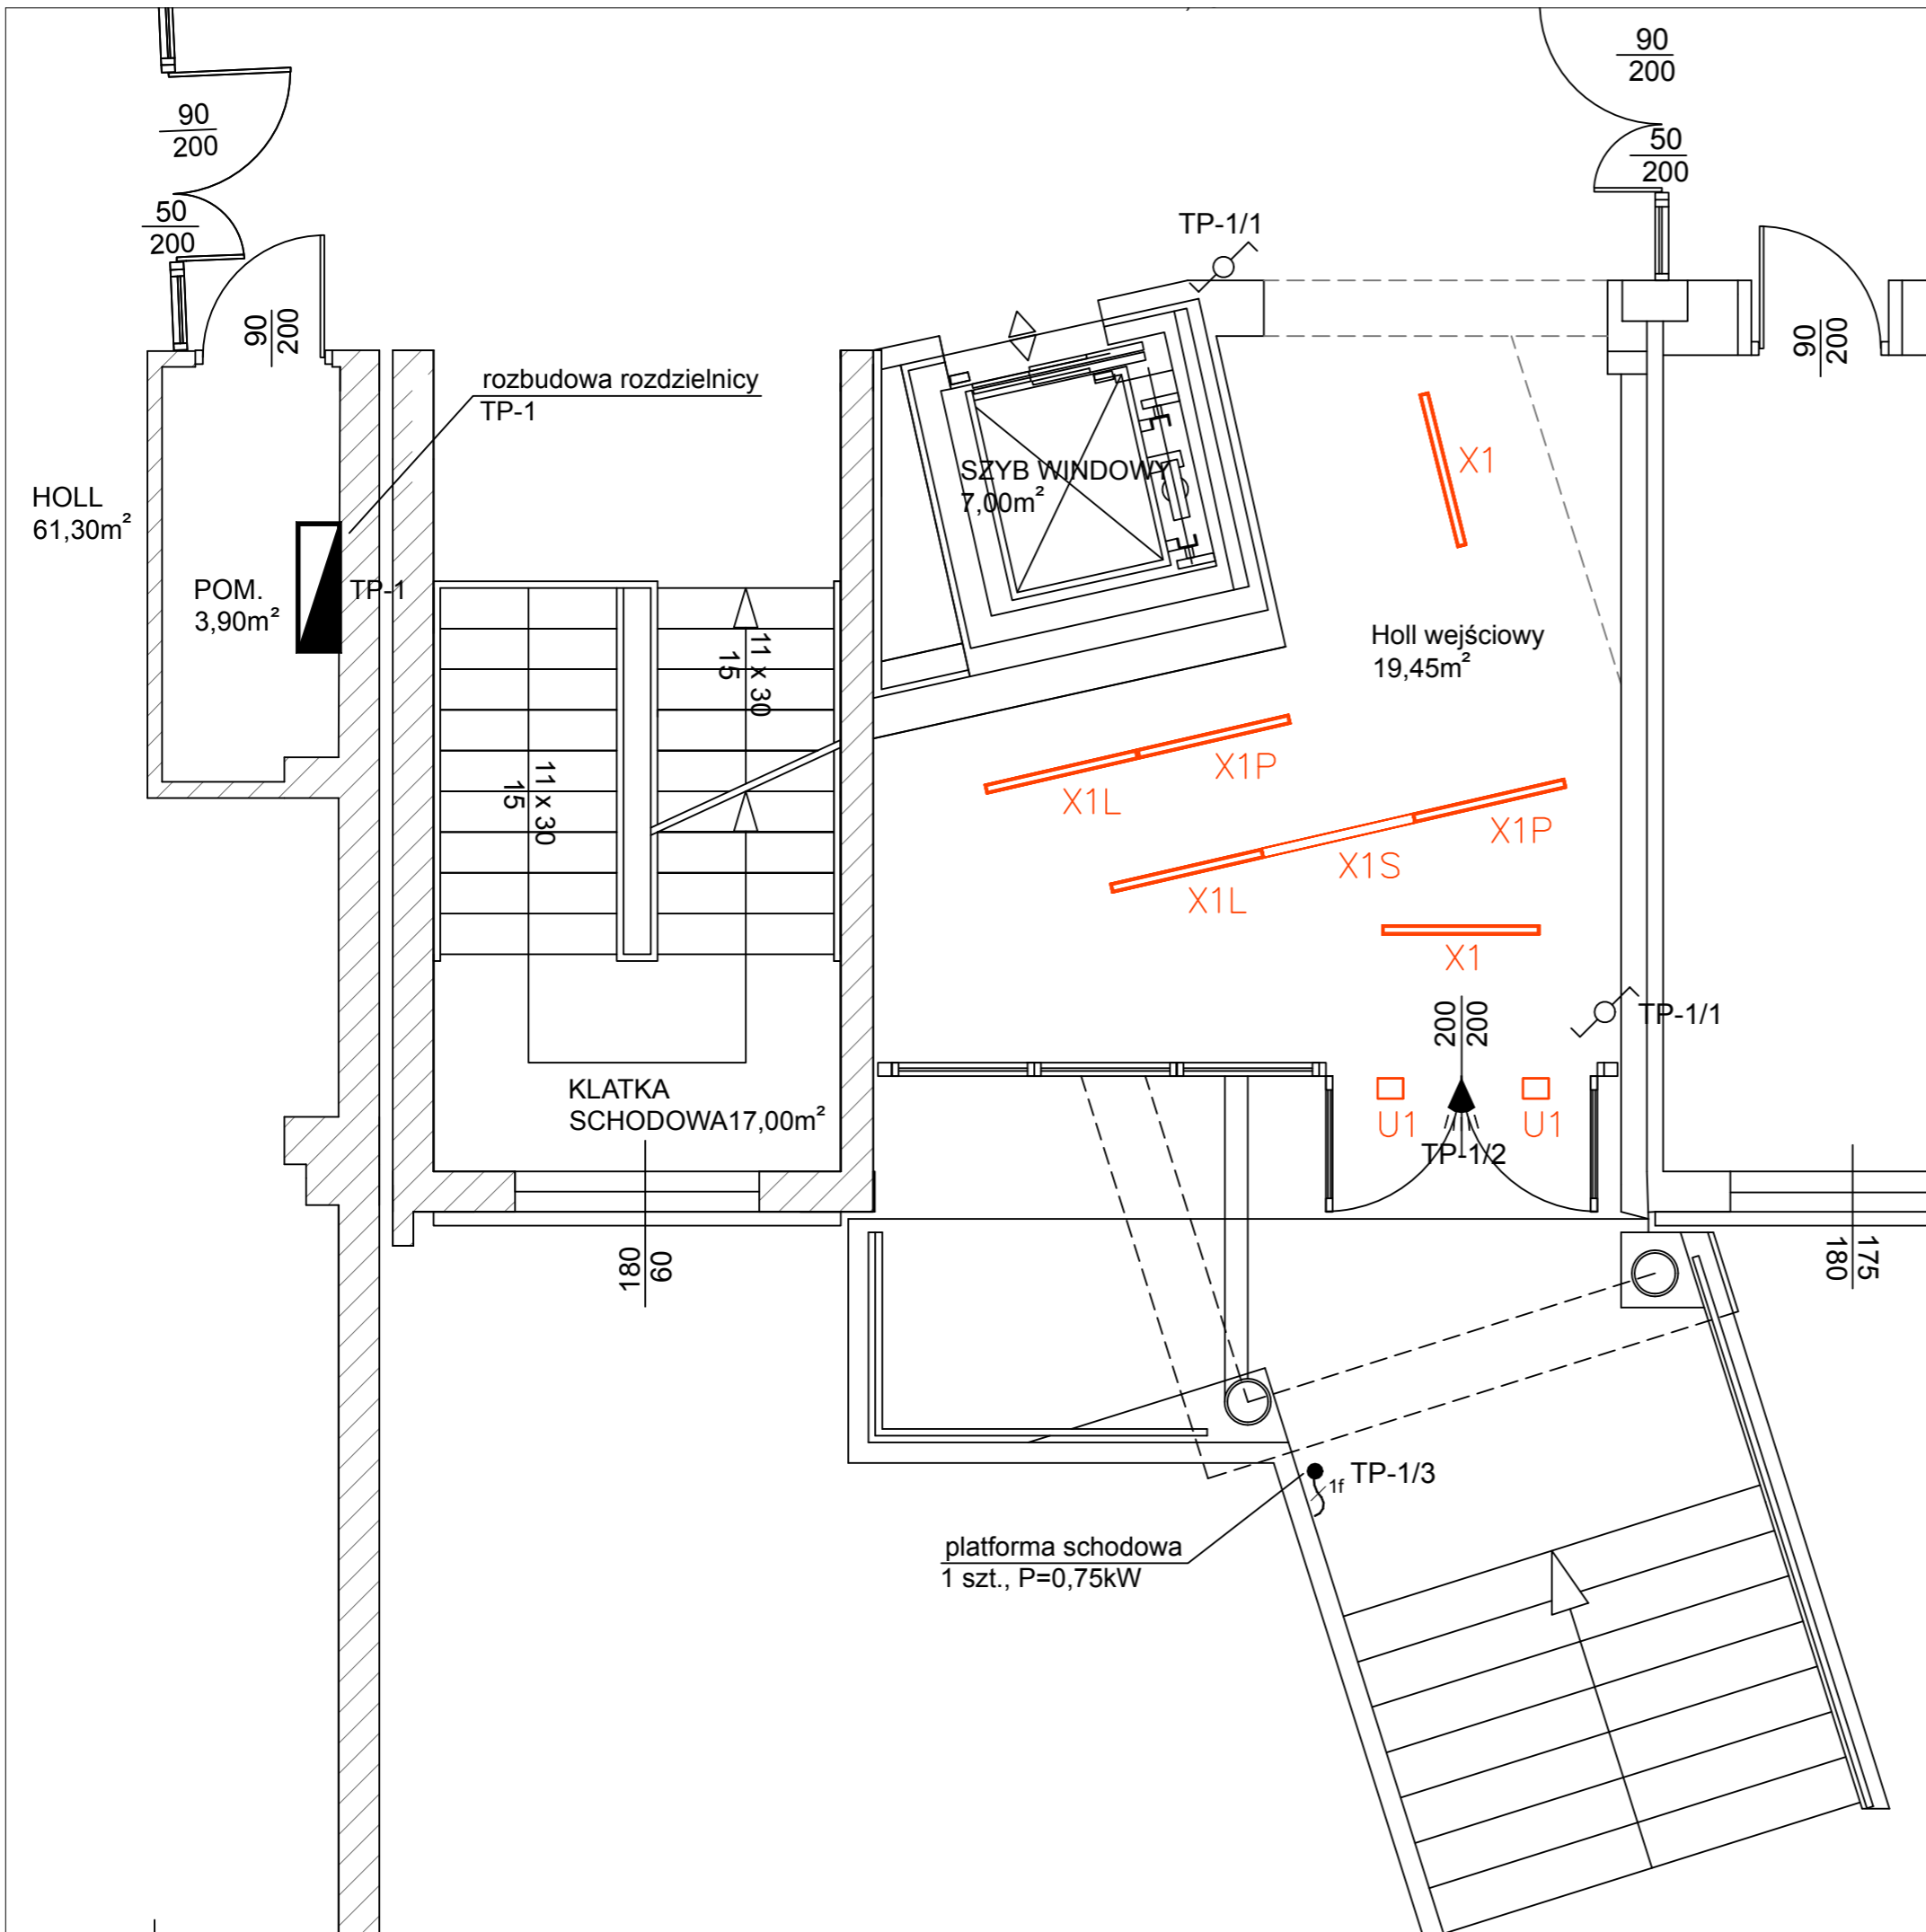 90
200
90
200
50
200
50
200
TP-1/1
90
200
90
200
rozbudowa rozdzielnicy
TP-1
HOLL
61,30m²
SZYB WINDOWY
7,00m²
X1
POM.
3,90m²
TP-1
11 x 30
15
Holl wejściowy
19,45m²
11 x 30
15
X1P
X1L
X1P
X1S
X1L
X1
200
200
TP-1/1
KLATKA
SCHODOWA17,00m²
U1
U1
TP-1/2
180
60
175
180
TP-1/3
1f
platforma schodowa
1 szt., P=0,75kW